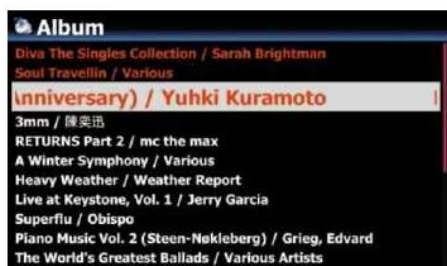 Album
Diva The Singles Collection / Sarah Brightman
Soul Travellin / Various
Anniversary) / Yuhki Kuramoto
3mm / 陳奕迅
RETURNS Part 2 / mc the max
A Winter Symphony / Various
Heavy Weather / Weather Report
Live at Keystone, Vol. 1 / Jerry Garcia
Superflu / Obispo
Piano Music Vol. 2 (Steen-Nøkleberg) / Grieg, Edvard
The World's Greatest Ballads / Various Artists